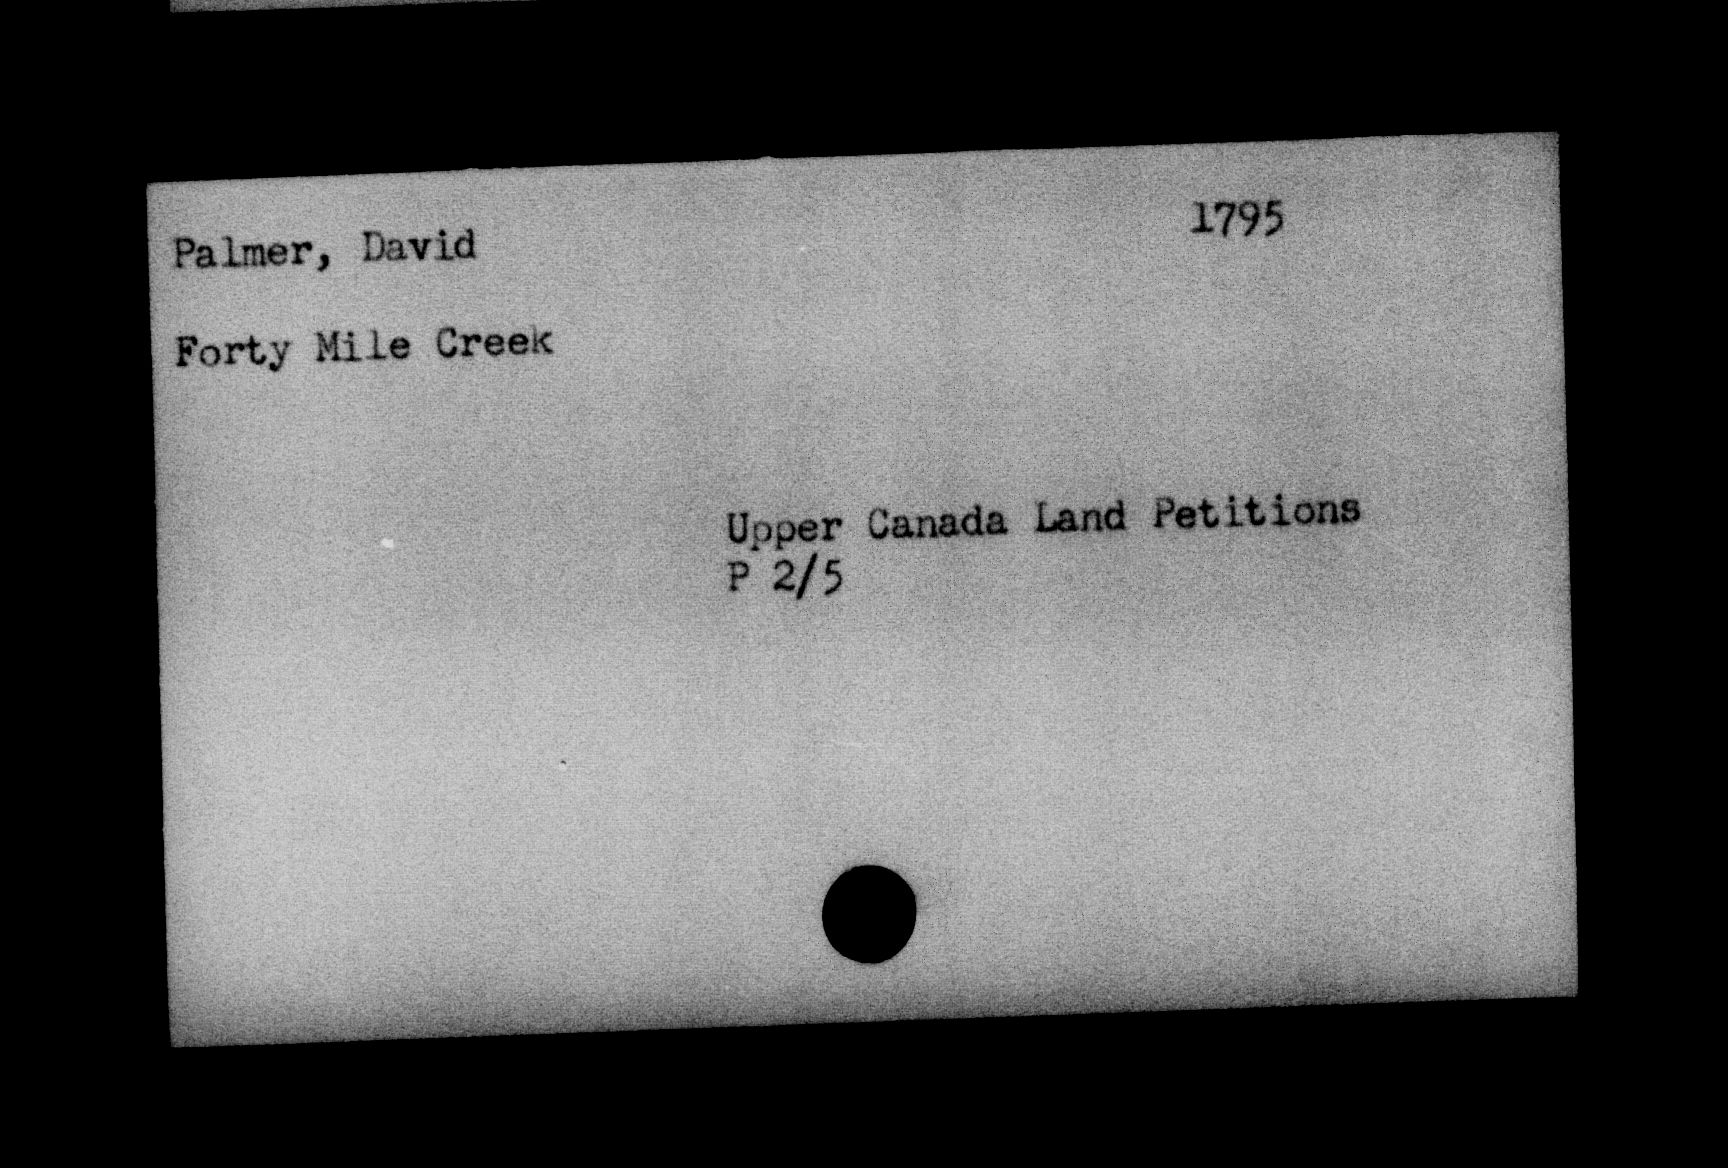 Palmer, David
1795
Forty Mile Creek
Upper Canada Land Petitions
P 2/5